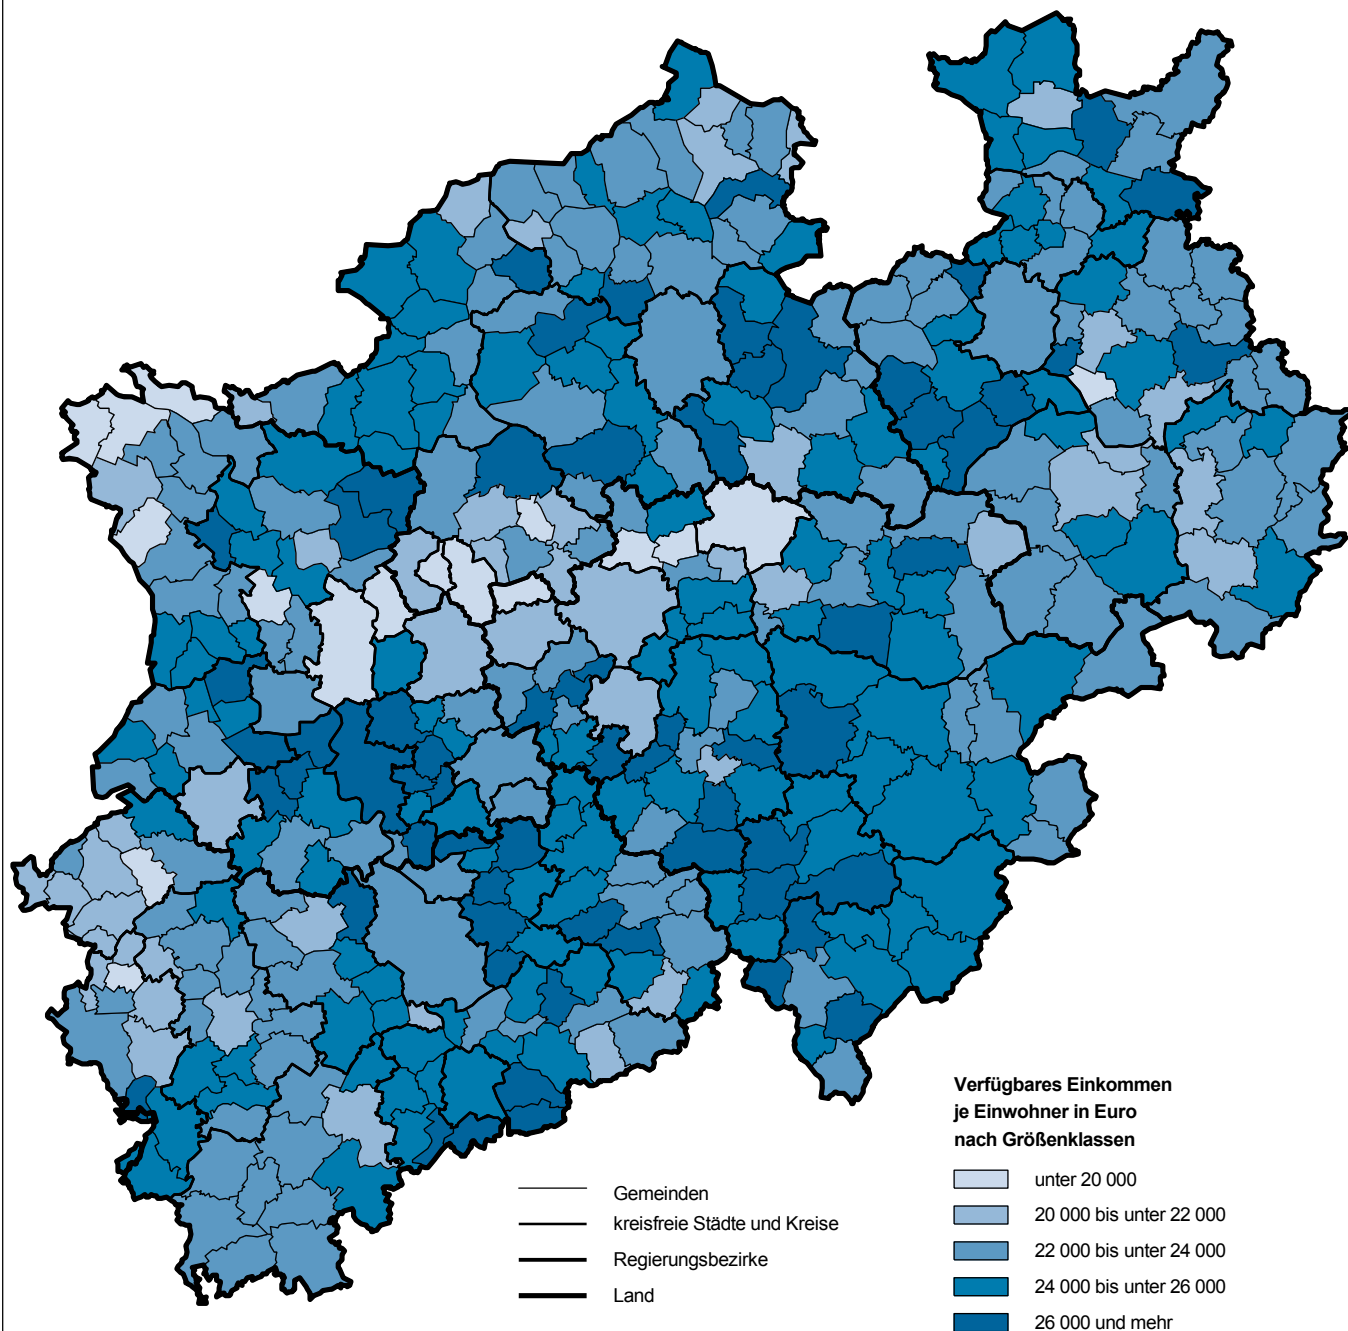 Verfügbares Einkommen
je Einwohner in Euro
nach Größenklassen
unter 20 000
20 000 bis unter 22 000
22 000 bis unter 24 000
24 000 bis unter 26 000
26 000 und mehr
Gemeinden
kreisfreie Städte und Kreise
Regierungsbezirke
Land